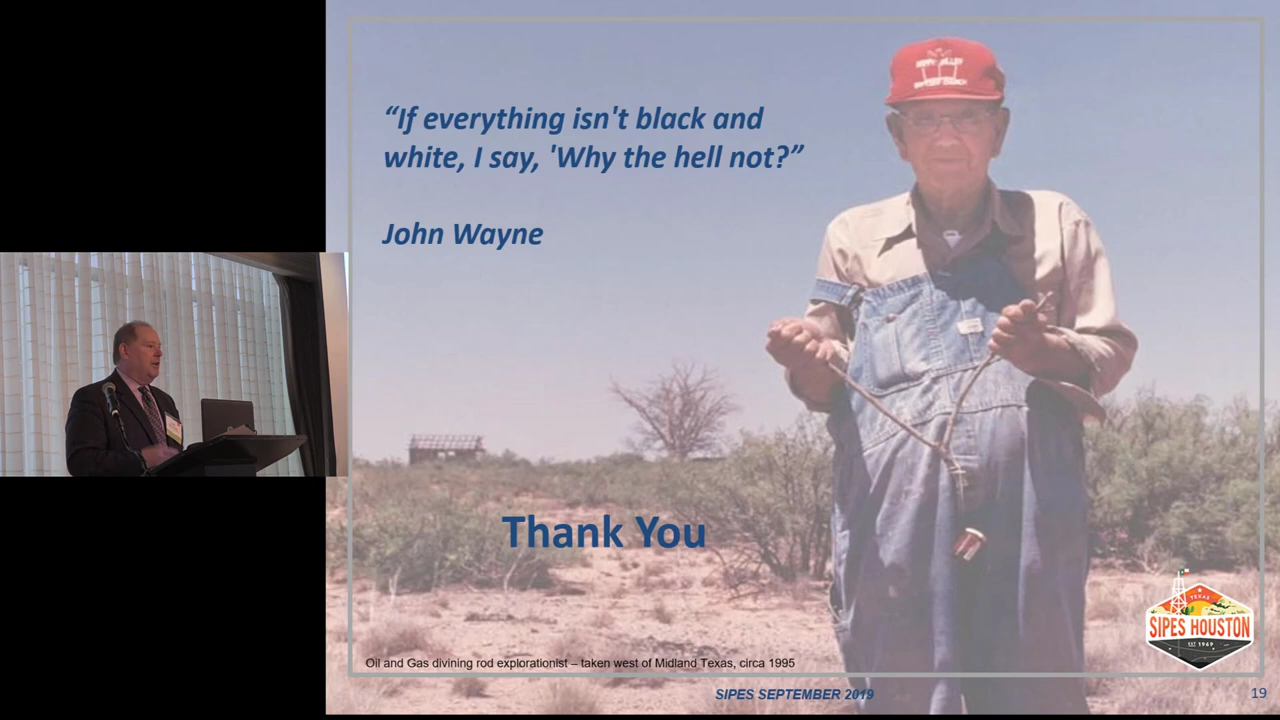 “If everything isn't black and
white, I say, 'Why the hell not?”
John Wayne
Thank You
Oil and Gas divining rod explorationist – taken west of Midland Texas, circa 1995
SIPES SEPTEMBER 2019
19
TEXAS
SIPES HOUSTON
EST 1949